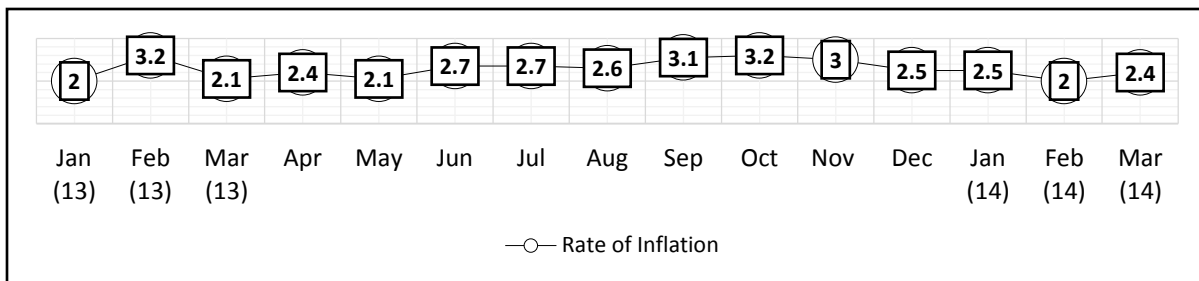 2 3.2 2.1 2.4 2.1 2.7 2.7 2.6 3.1 3.2 3 2.5 2.5 2 2.4
Jan Feb Mar Apr May Jun Jul Aug Sep Oct Nov Dec Jan Feb Mar
(13) (13) (13) (14) (14) (14)
Rate of Inflation